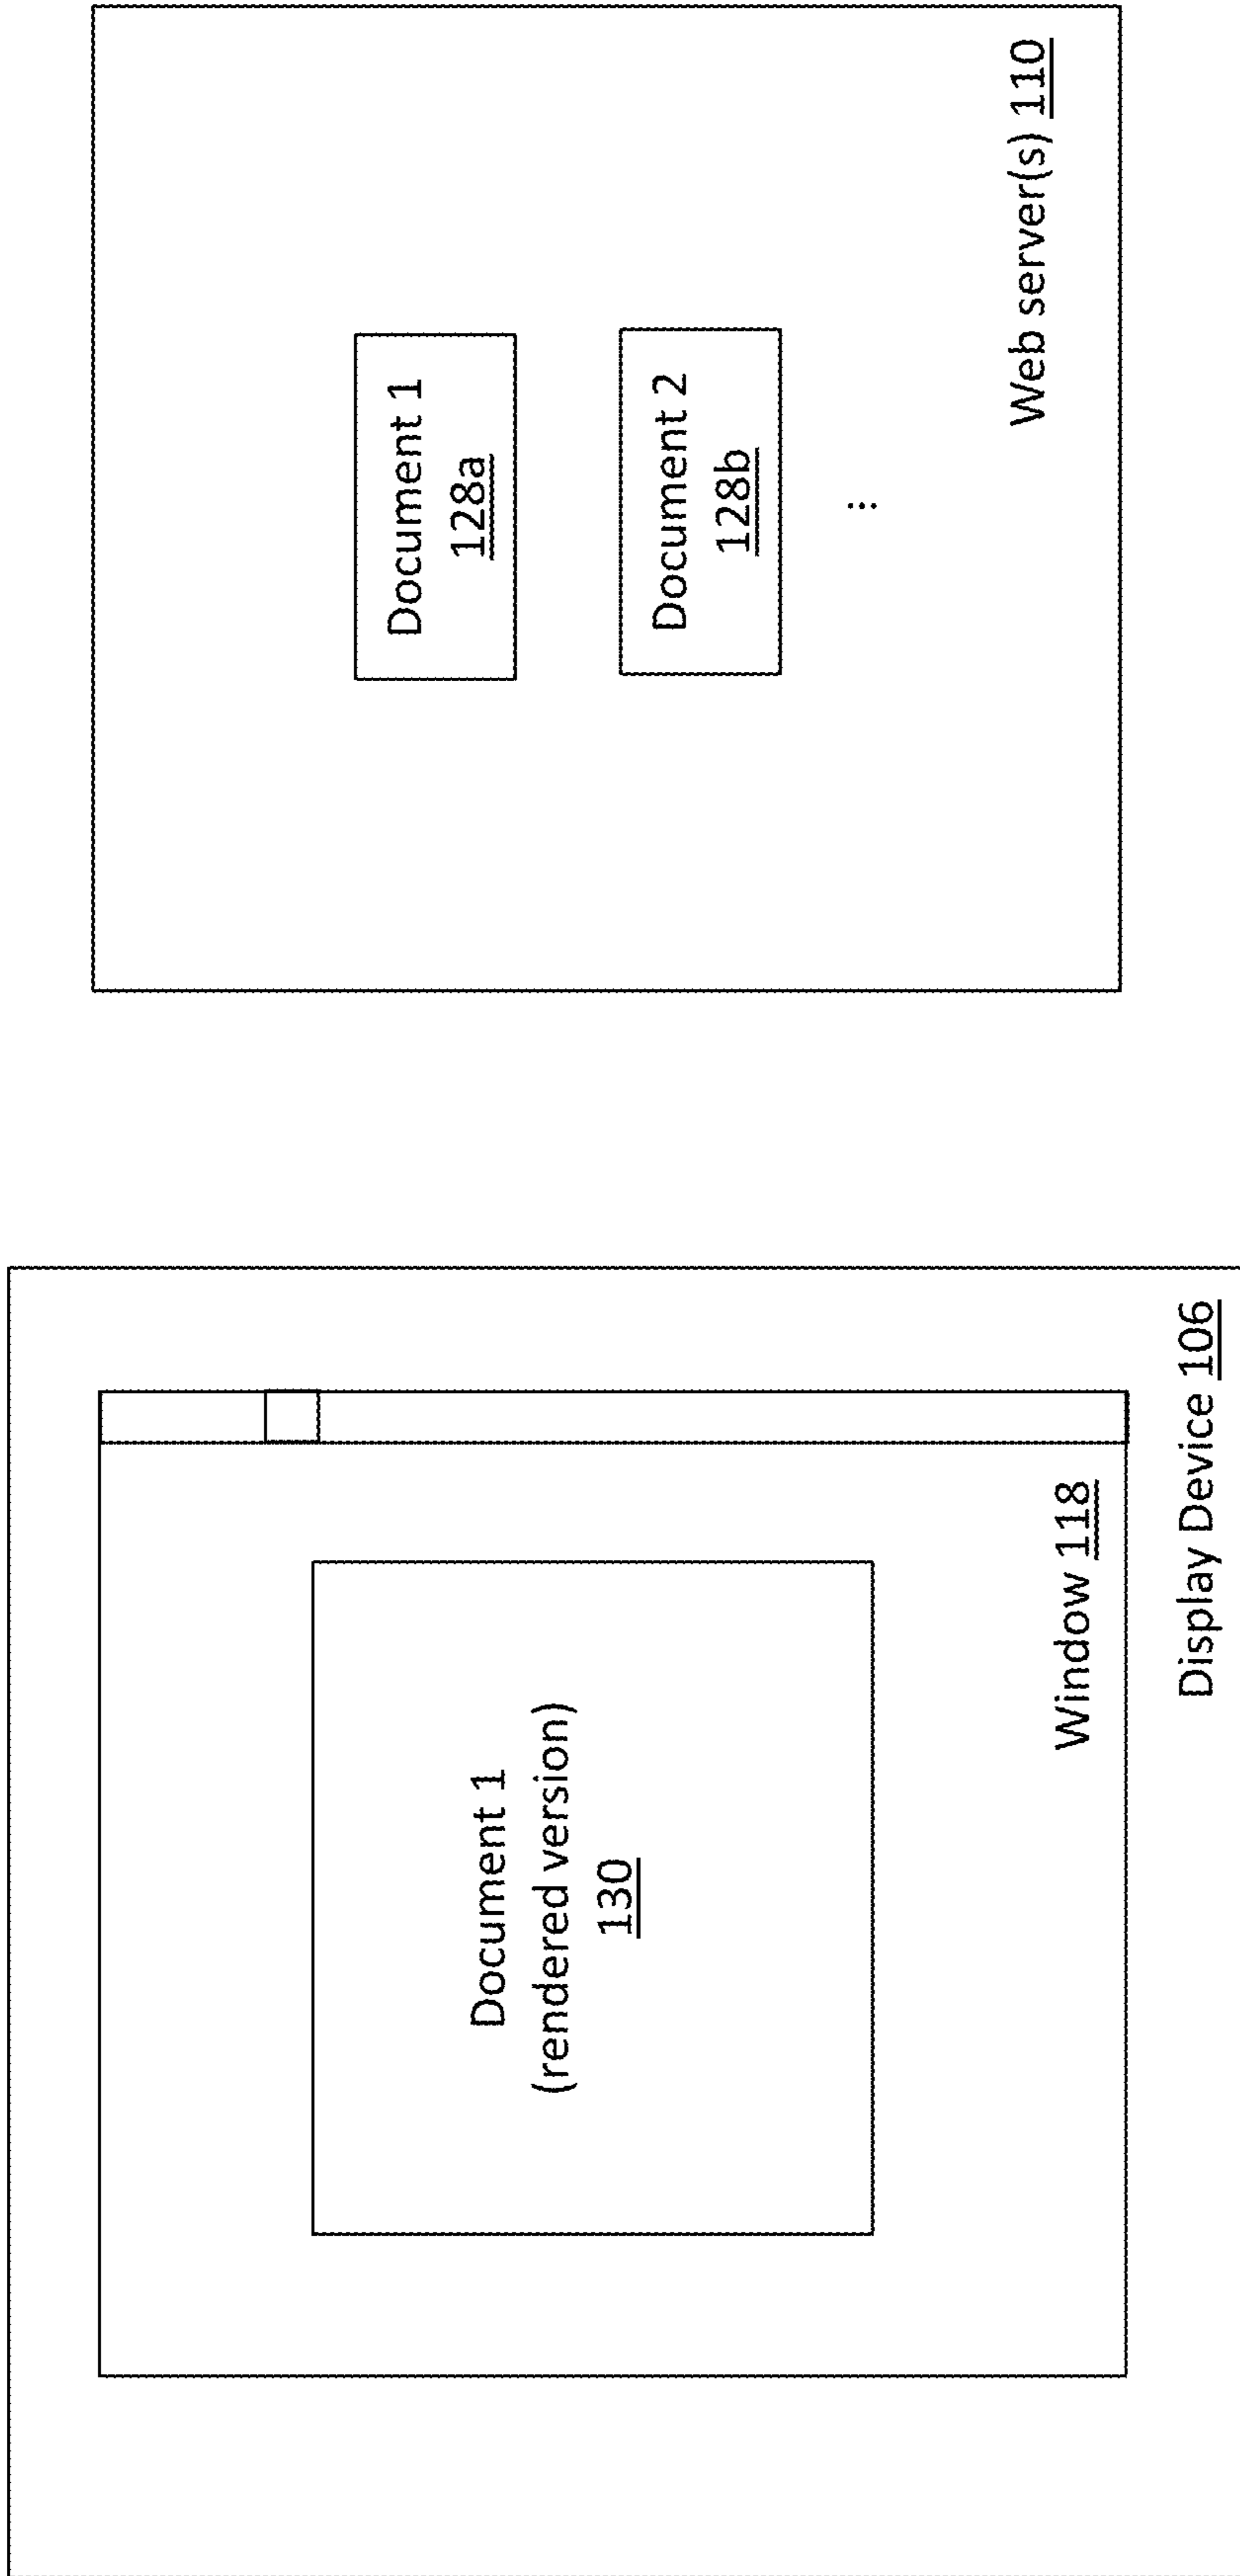 Document 1
(rendered version)
130
Window 118
Display Device 106
Document 1
128a
Document 2
128b
...
Web server(s) 110